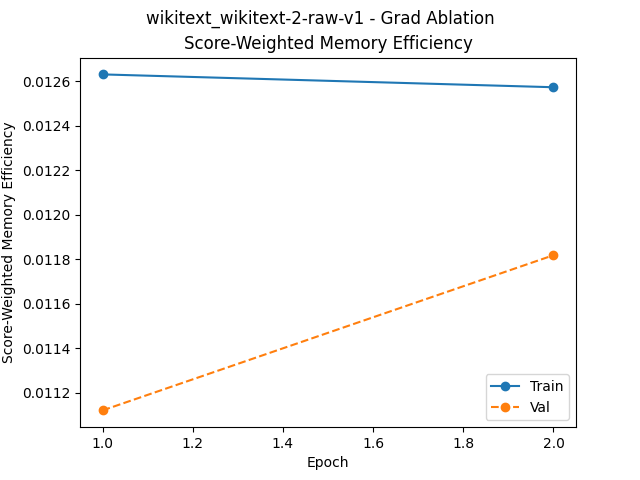 wikitext_wikitext-2-raw-v1 - Grad Ablation
Score-Weighted Memory Efficiency
Score-Weighted Memory Efficiency
0.0126
0.0124
0.0122
0.0120
0.0118
0.0116
0.0114
0.0112
1.0
1.2
1.4
1.6
1.8
2.0
Epoch
Train
Val